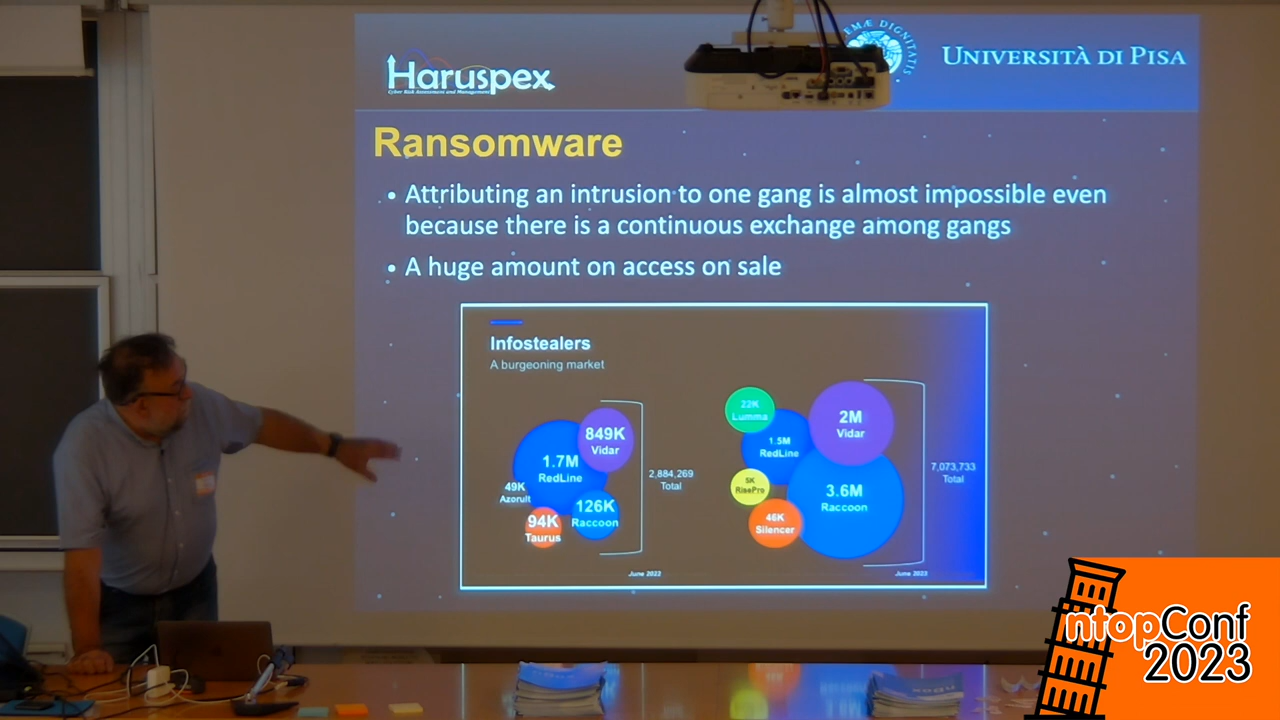 Haruspex
Cyber Risk Assessment and Management
DIGNITATIS
UNIVERSITÀ DI PISA
Ransomware
• Attributing an intrusion to one gang is almost impossible even
because there is a continuous exchange among gangs
• A huge amount on access on sale
Infostealers
A burgeoning market
849K
Vidar
1.7M
RedLine
49K
Azorult
126K
Raccoon
94K
Taurus
2,884,269
Total
June 2022
22K
Lumma
2M
Vidar
1.5M
RedLine
5K
RisePro
3.6M
Raccoon
46K
Silencer
7,073,733
Total
June 2023
ntopConf
2023